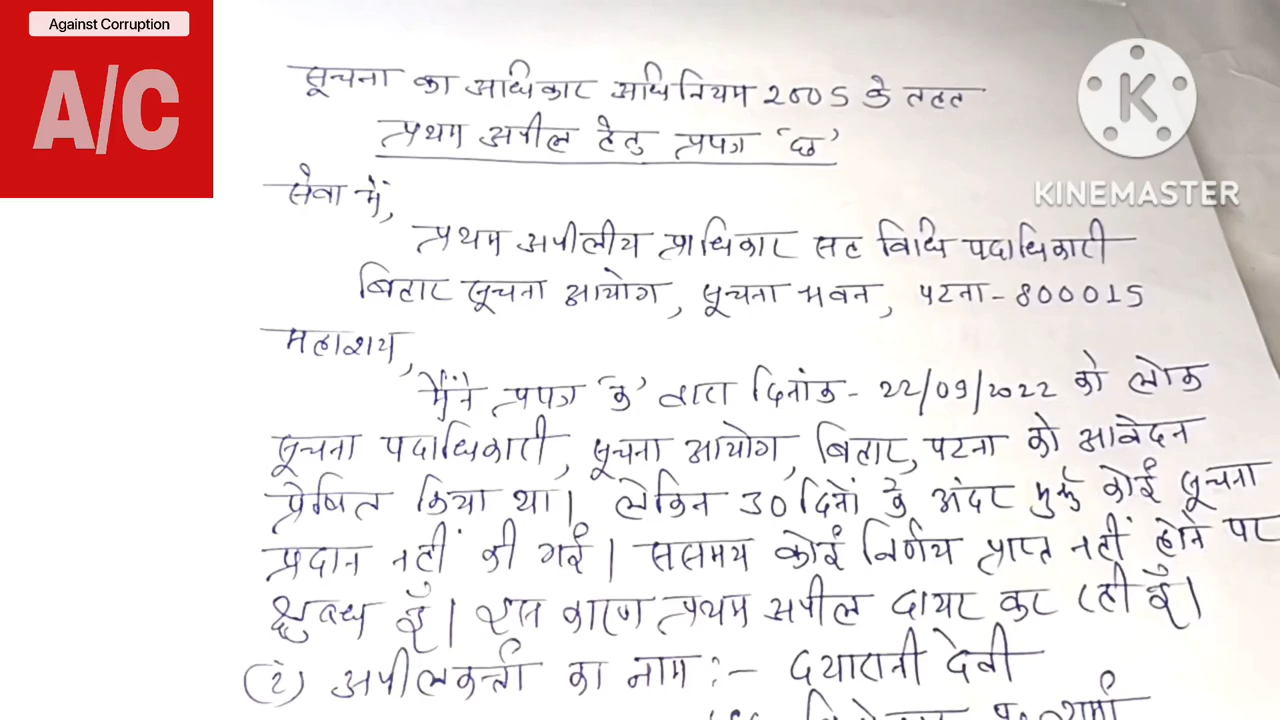 Against Corruption
A/C
K
KINEMASTER
सूचना का अधिकार अधिनियम 2005 के तहत
प्रथम अपील हेतु प्रपत्र 'छ'
सेवा में,
प्रथम अपीलीय प्राधिकार सह विधि पदाधिकारी
बिहार सूचना आयोग, सूचना भवन, पटना-800015
महाशय,
मैंने प्रपत्र 'क' द्वारा दिनांक - 22/09/2022 को लोक
सूचना पदाधिकारी, सूचना आयोग, बिहार, पटना को आवेदन
प्रेषित किया था। लेकिन 30 दिनों के अंदर मुझे कोई सूचना
प्रदान नहीं की गई। ससमय कोई निर्णय प्राप्त नहीं होने पर
क्षुब्ध हूँ। इस कारण प्रथम अपील दायर कर रही हूँ।
(i) अपीलकर्त्ता का नाम :- दयारानी देवी
शर्मा